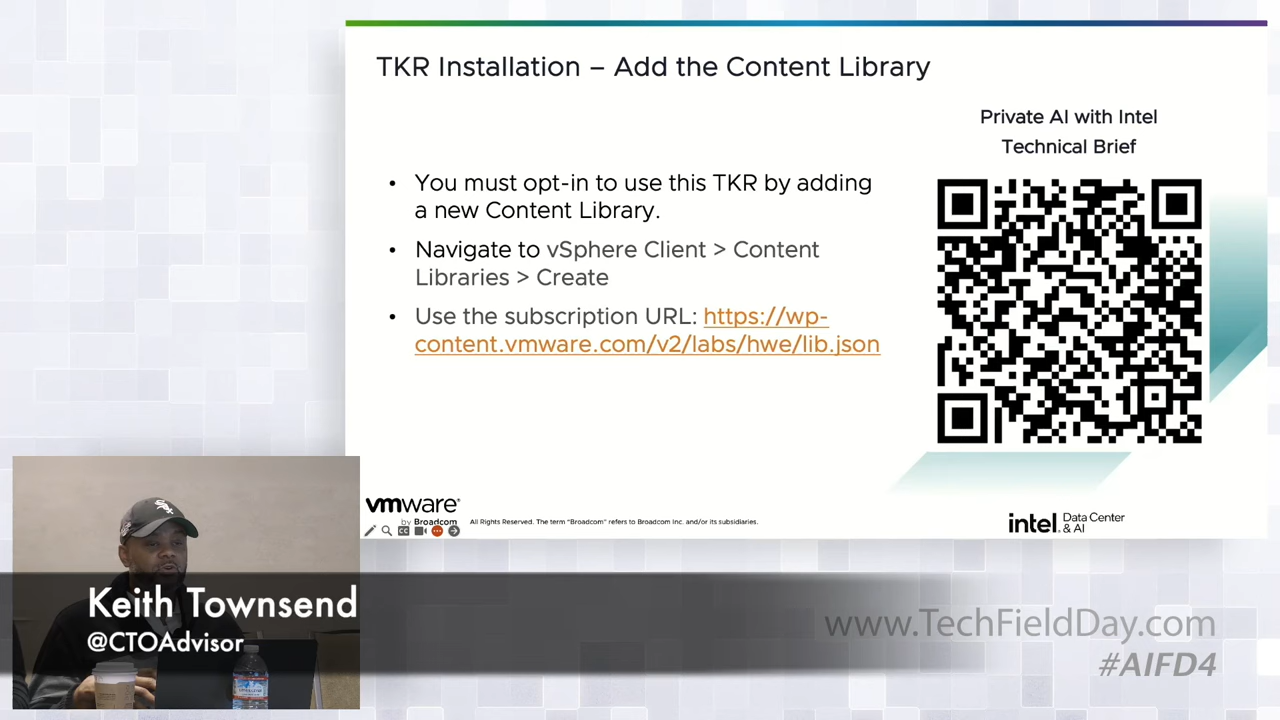 TKR Installation – Add the Content Library
Private AI with Intel
Technical Brief
• You must opt-in to use this TKR by adding
a new Content Library.
• Navigate to vSphere Client > Content
Libraries > Create
• Use the subscription URL: https://wp-
content.vmware.com/v2/labs/hwe/lib.json
vmware®
by Broadcom
All Rights Reserved. The term “Broadcom” refers to Broadcom Inc. and/or its subsidiaries.
intel. Data Center
& AI
CC
Keith Townsend
@CTOAdvisor
www.TechFieldDay.com
#AIFD4